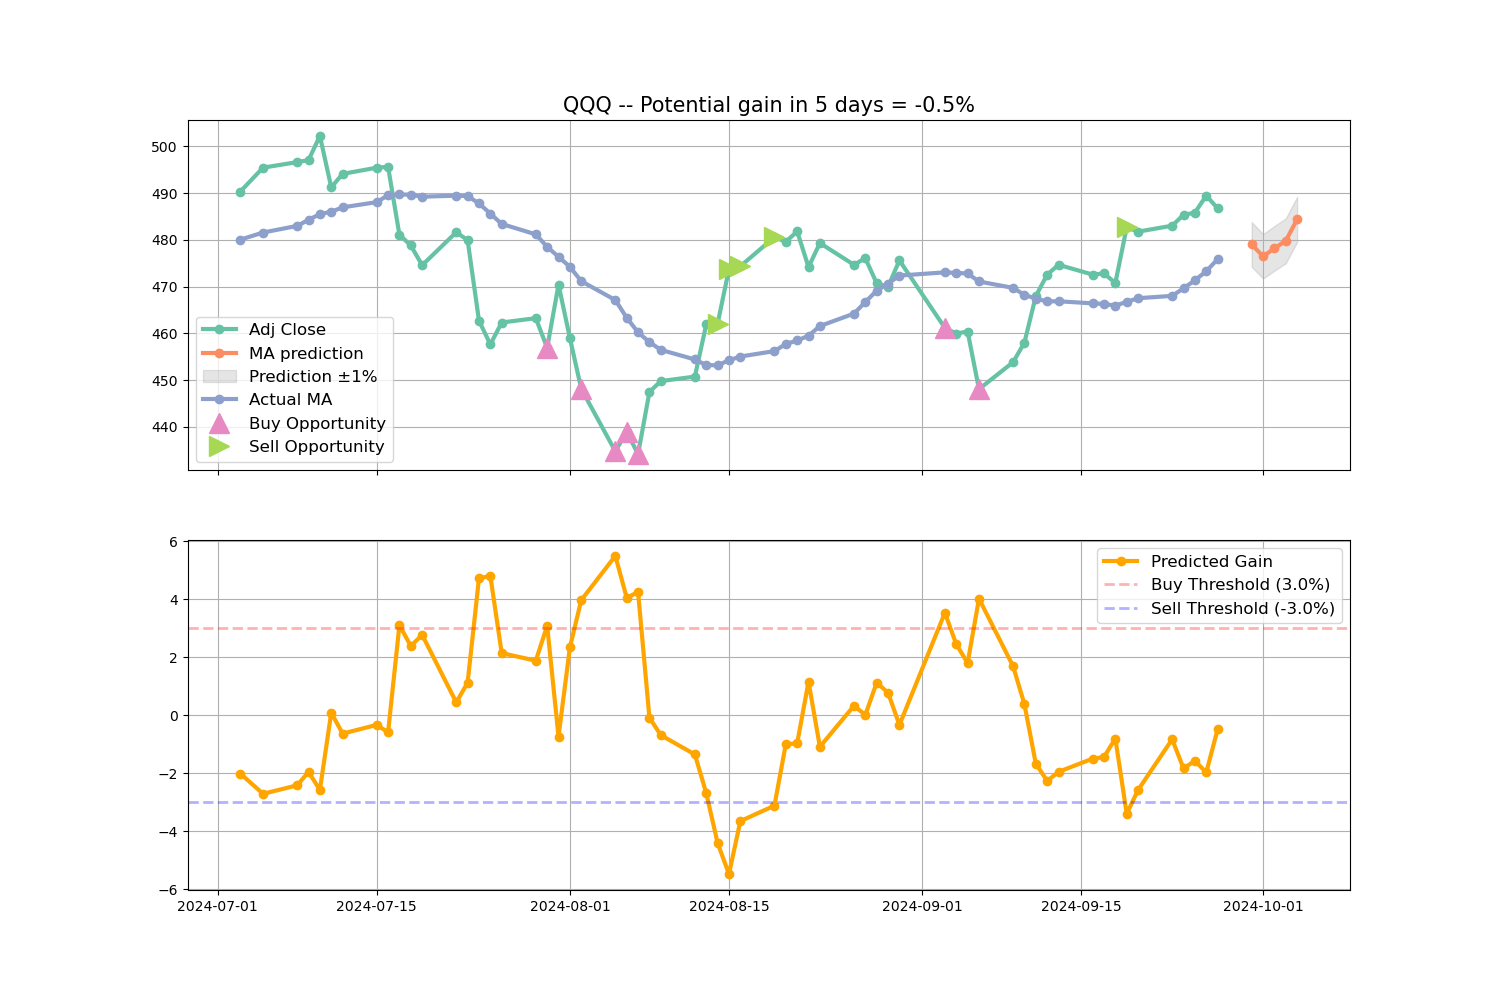 QQQ -- Potential gain in 5 days = -0.5%
500
490
480
470
460
450
440
Adj Close
MA prediction
Prediction ±1%
Actual MA
Buy Opportunity
Sell Opportunity
6
4
2
0
−2
−4
−6
Predicted Gain
Buy Threshold (3.0%)
Sell Threshold (-3.0%)
2024-07-01 2024-07-15 2024-08-01 2024-08-15 2024-09-01 2024-09-15 2024-10-01